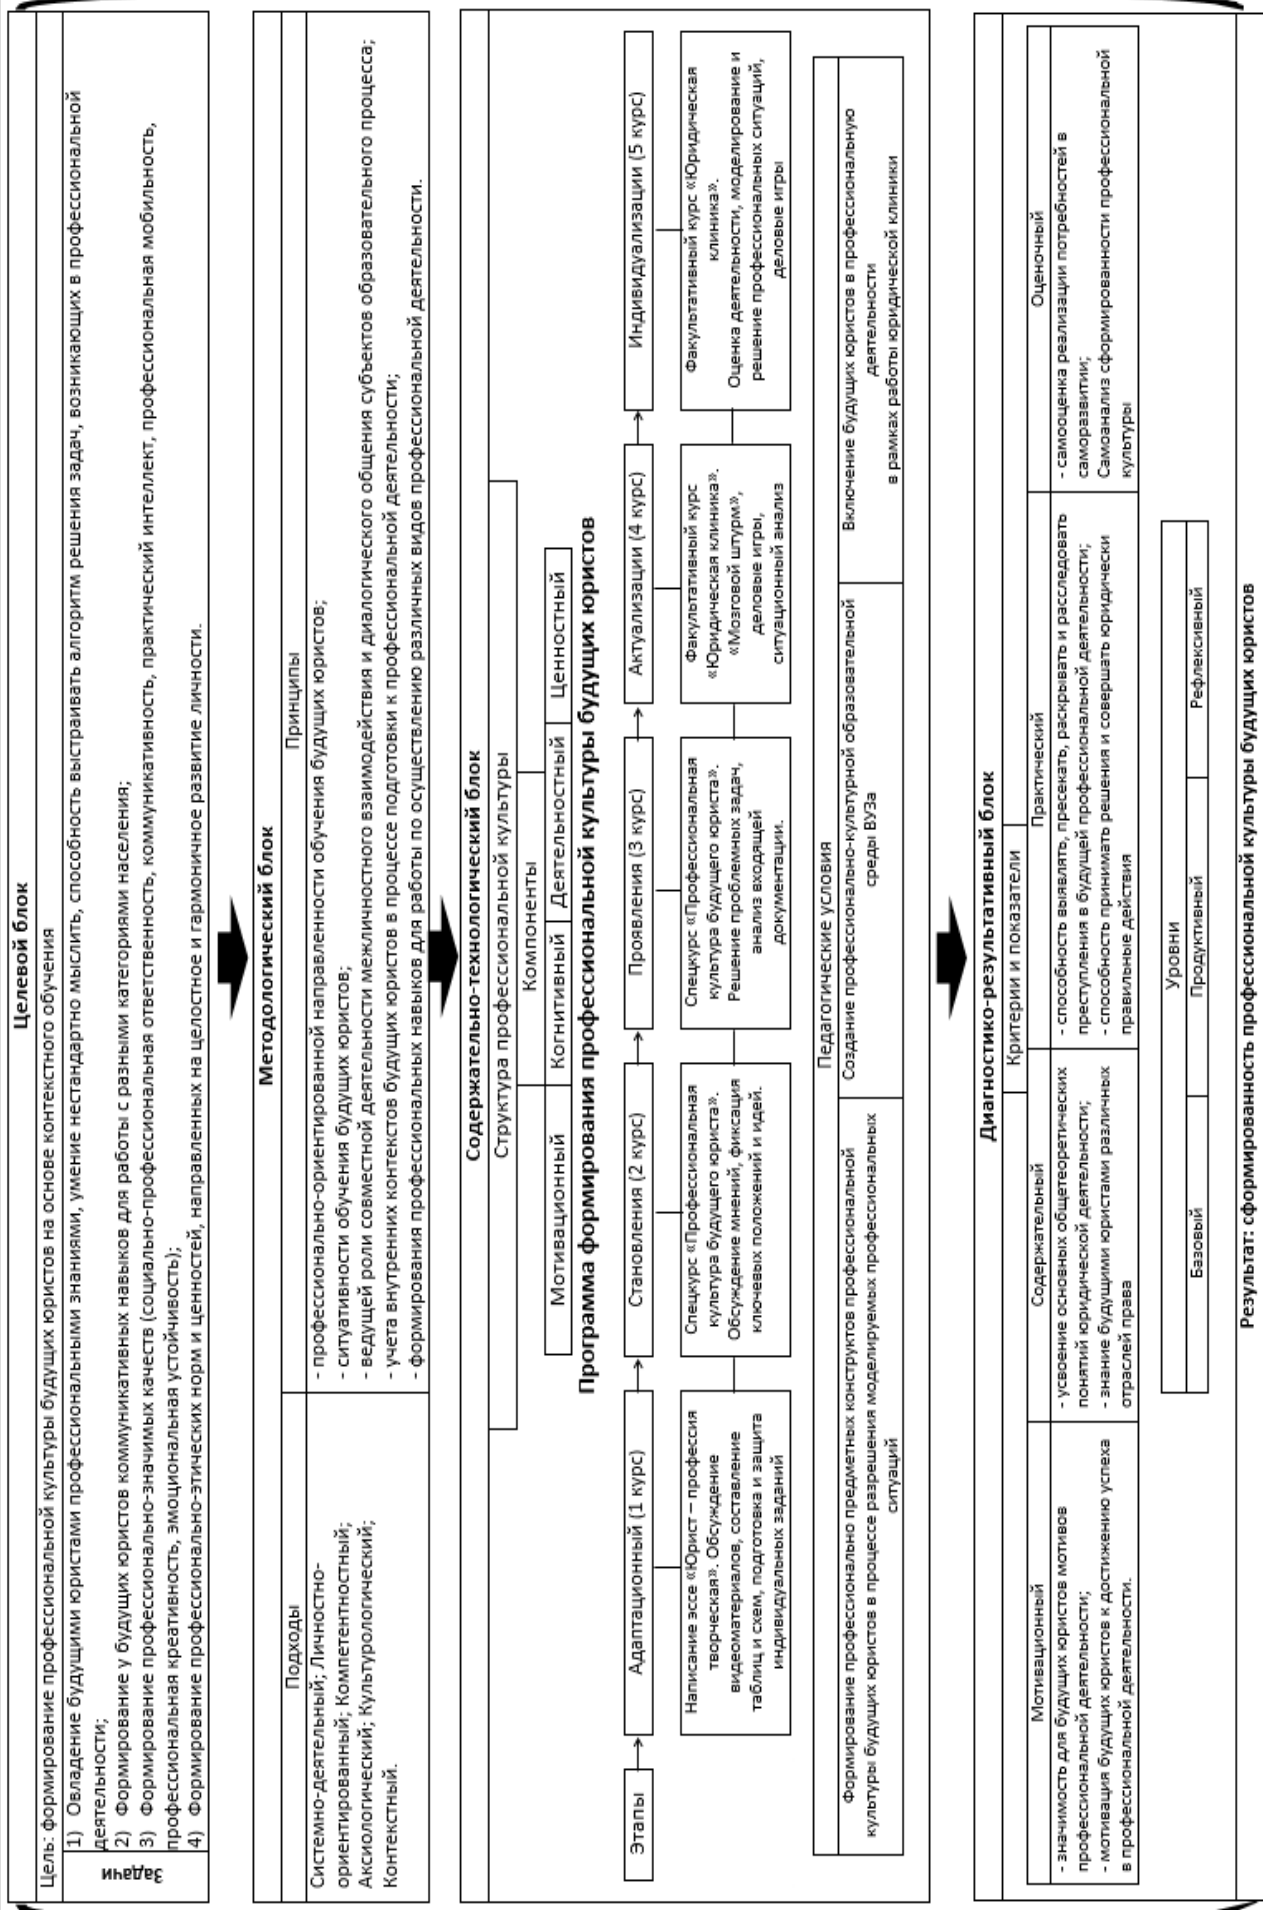 Целевой блок
Цель: формирование профессиональной культуры будущих юристов на основе контекстного обучения
Задачи
1) Овладение будущими юристами профессиональными знаниями, умение нестандартно мыслить, способность выстраивать алгоритм решения задач, возникающих в профессиональной
деятельности;
2) Формирование у будущих юристов коммуникативных навыков для работы с разными категориями населения;
3) Формирование профессионально-значимых качеств (социально-профессиональная ответственность, коммуникативность, практический интеллект, профессиональная мобильность,
профессиональная креативность, эмоциональная устойчивость);
4) Формирование профессионально-этических норм и ценностей, направленных на целостное и гармоничное развитие личности.
Методологический блок
Подходы
Системно-деятельный; Личностно-
ориентированный; Компетентностный;
Аксиологический; Культурологический;
Контекстный.
Принципы
- профессионально-ориентированной направленности обучения будущих юристов;
- ситуативности обучения будущих юристов;
- ведущей роли совместной деятельности межличностного взаимодействия и диалогического общения субъектов образовательного процесса;
- учета внутренних контекстов будущих юристов в процессе подготовки к профессиональной деятельности;
- формирования профессиональных навыков для работы по осуществлению различных видов профессиональной деятельности.
Содержательно-технологический блок
Структура профессиональной культуры
Компоненты
Мотивационный
Когнитивный
Деятельностный
Ценностный
Программа формирования профессиональной культуры будущих юристов
Этапы
Адаптационный (1 курс)
Становления (2 курс)
Проявления (3 курс)
Актуализации (4 курс)
Индивидуализации (5 курс)
Написание эссе «Юрист – профессия
творческая». Обсуждение
видеоматериалов, составление
таблиц и схем, подготовка и защита
индивидуальных заданий
Спецкурс «Профессиональная
культура будущего юриста».
Обсуждение мнений, фиксация
ключевых положений и идей.
Спецкурс «Профессиональная
культура будущего юриста».
Решение проблемных задач,
анализ входящей
документации.
Факультативный курс
«Юридическая клиника».
«Мозговой штурм»,
деловые игры,
ситуационный анализ
Факультативный курс «Юридическая
клиника».
Оценка деятельности, моделирование и
решение профессиональных ситуаций,
деловые игры
Педагогические условия
Формирование профессионально предметных конструктов профессиональной
культуры будущих юристов в процессе разрешения моделируемых профессиональных
ситуаций
Создание профессионально-культурной образовательной
среды ВУЗа
Включение будущих юристов в профессиональную
деятельности
в рамках работы юридической клиники
Диагностико-результативный блок
Критерии и показатели
Мотивационный
Содержательный
Практический
Оценочный
- значимость для будущих юристов мотивов
профессиональной деятельности;
- мотивация будущих юристов к достижению успеха
в профессиональной деятельности.
- усвоение основных общетеоретических
понятий юридической деятельности;
- знание будущими юристами различных
отраслей права
- способность выявлять, пресекать, раскрывать и расследовать
преступления в будущей профессиональной деятельности;
- способность принимать решения и совершать юридически
правильные действия
- самооценка реализации потребностей в
саморазвитии;
Самоанализ сформированности профессиональной
культуры
Уровни
Базовый
Продуктивный
Рефлексивный
Результат: сформированность профессиональной культуры будущих юристов